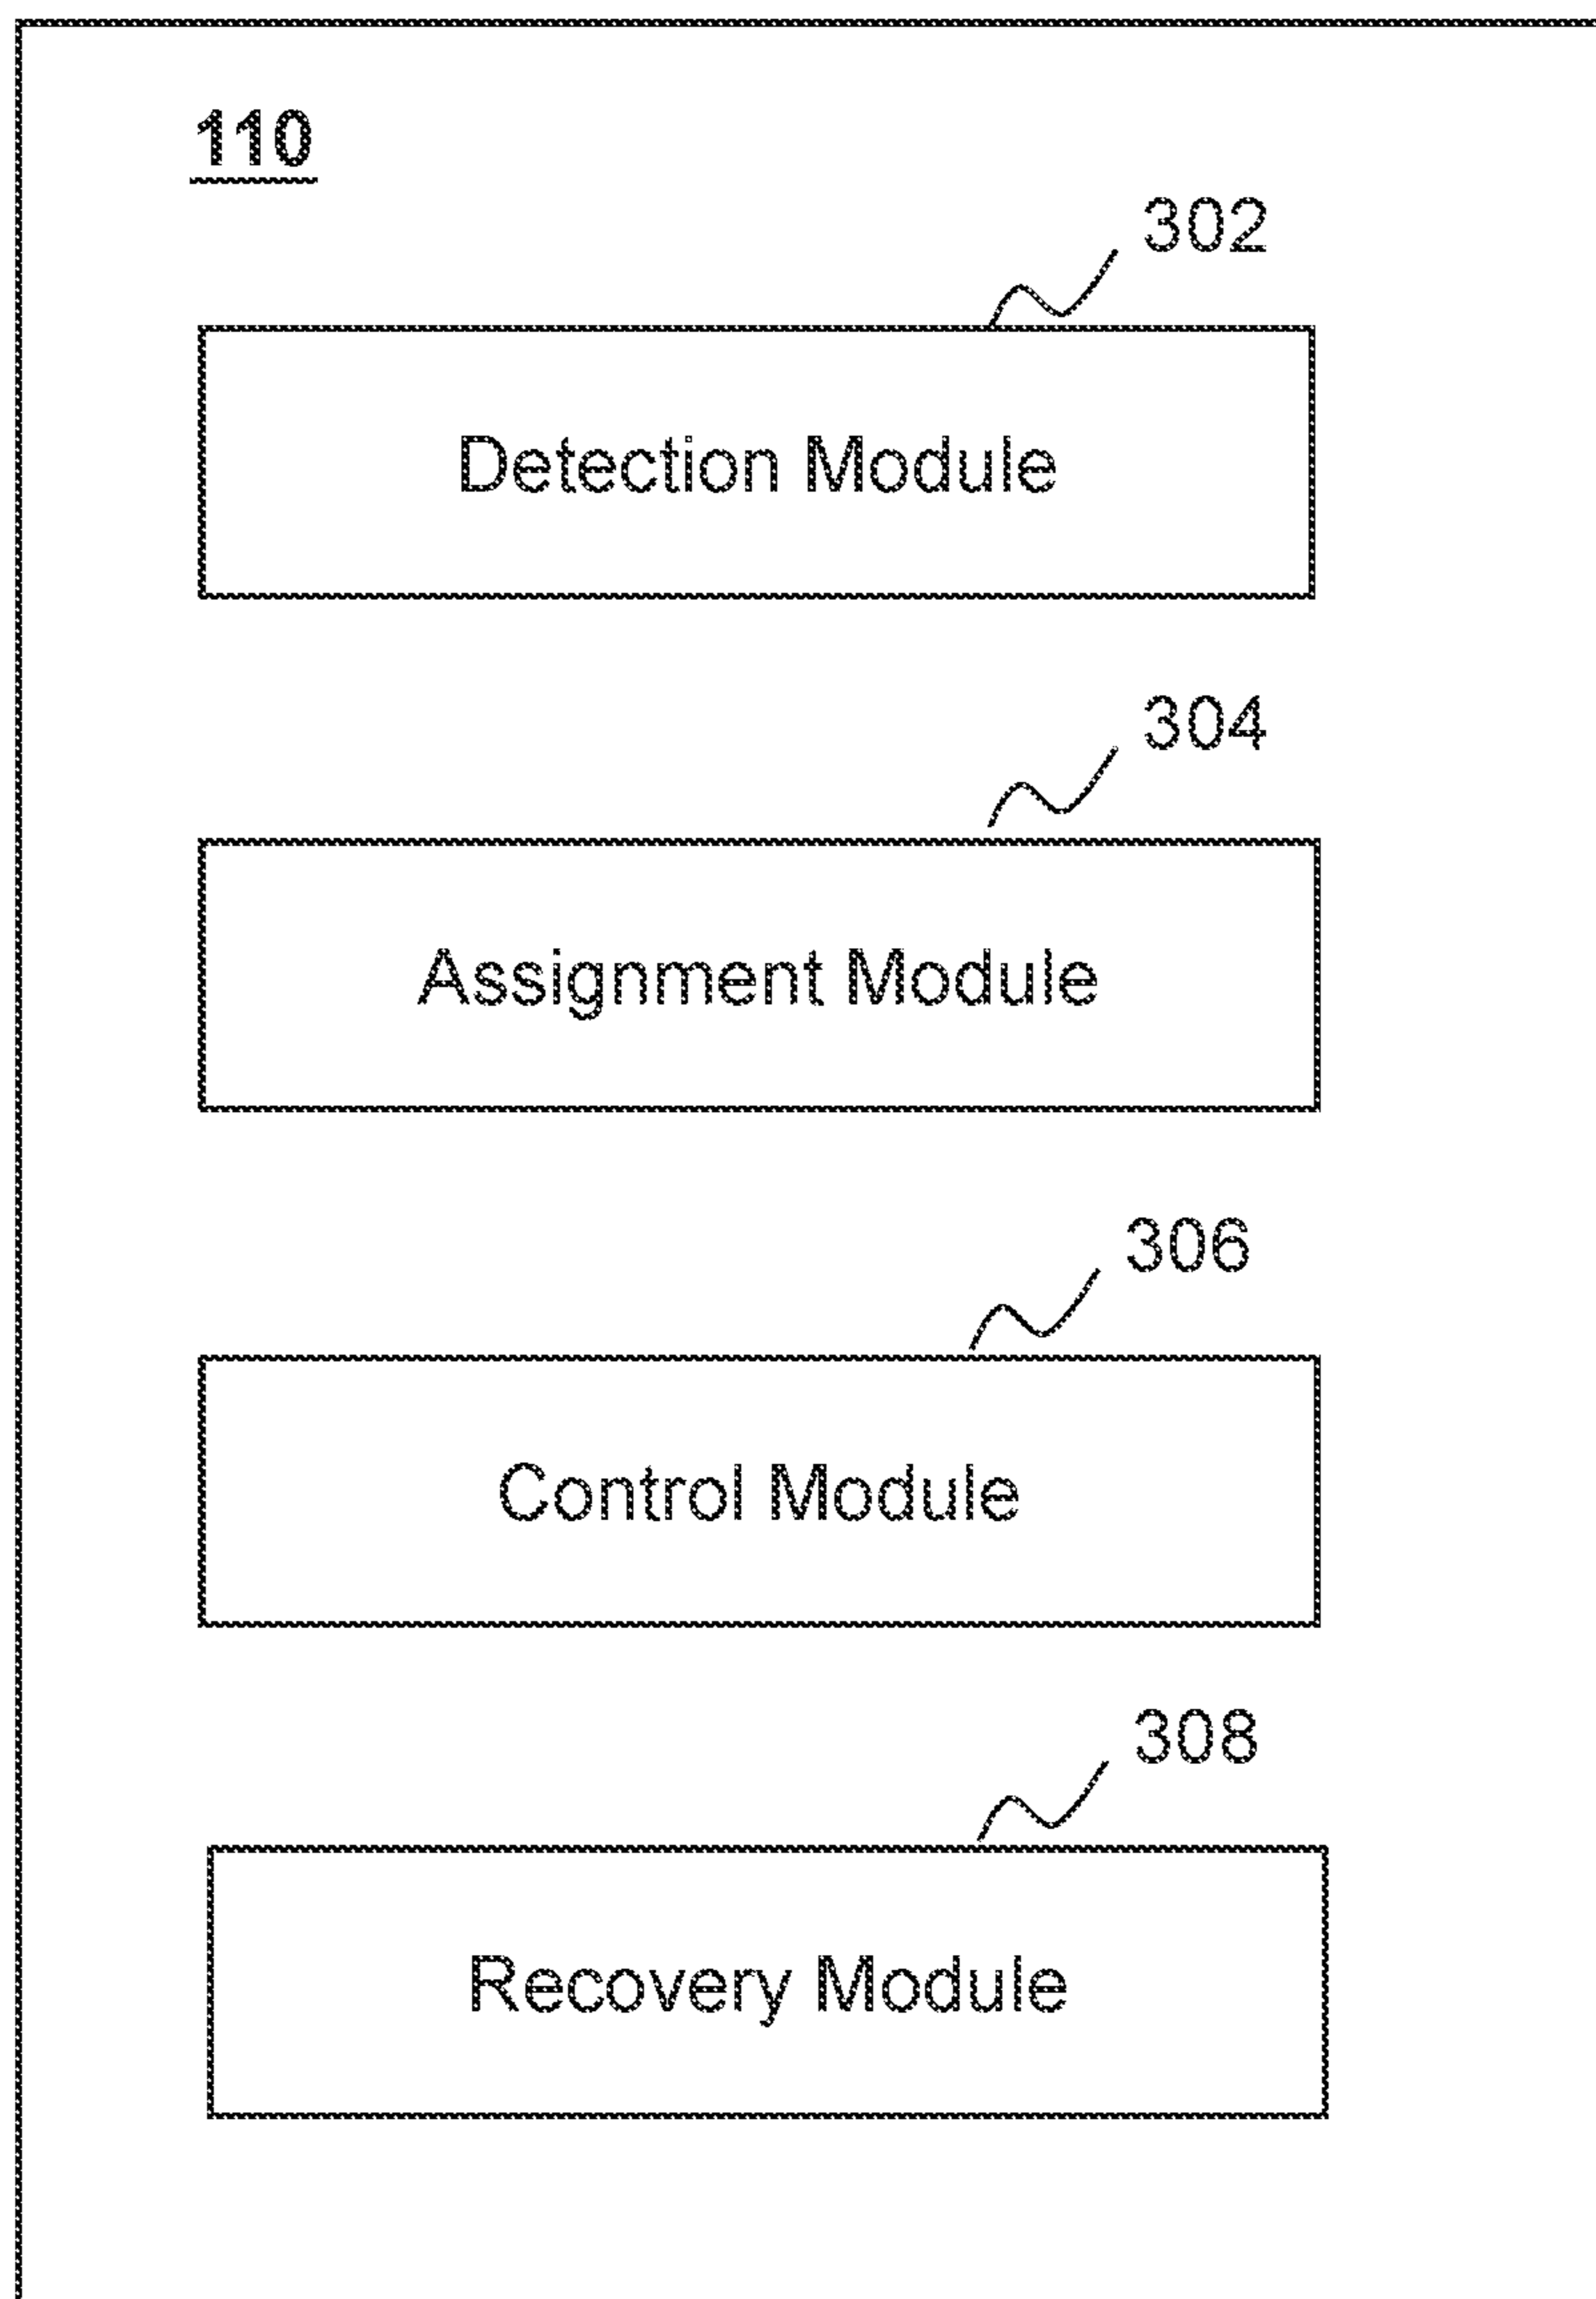 110
302
Detection Module
304
Assignment Module
306
Control Module
308
Recovery Module